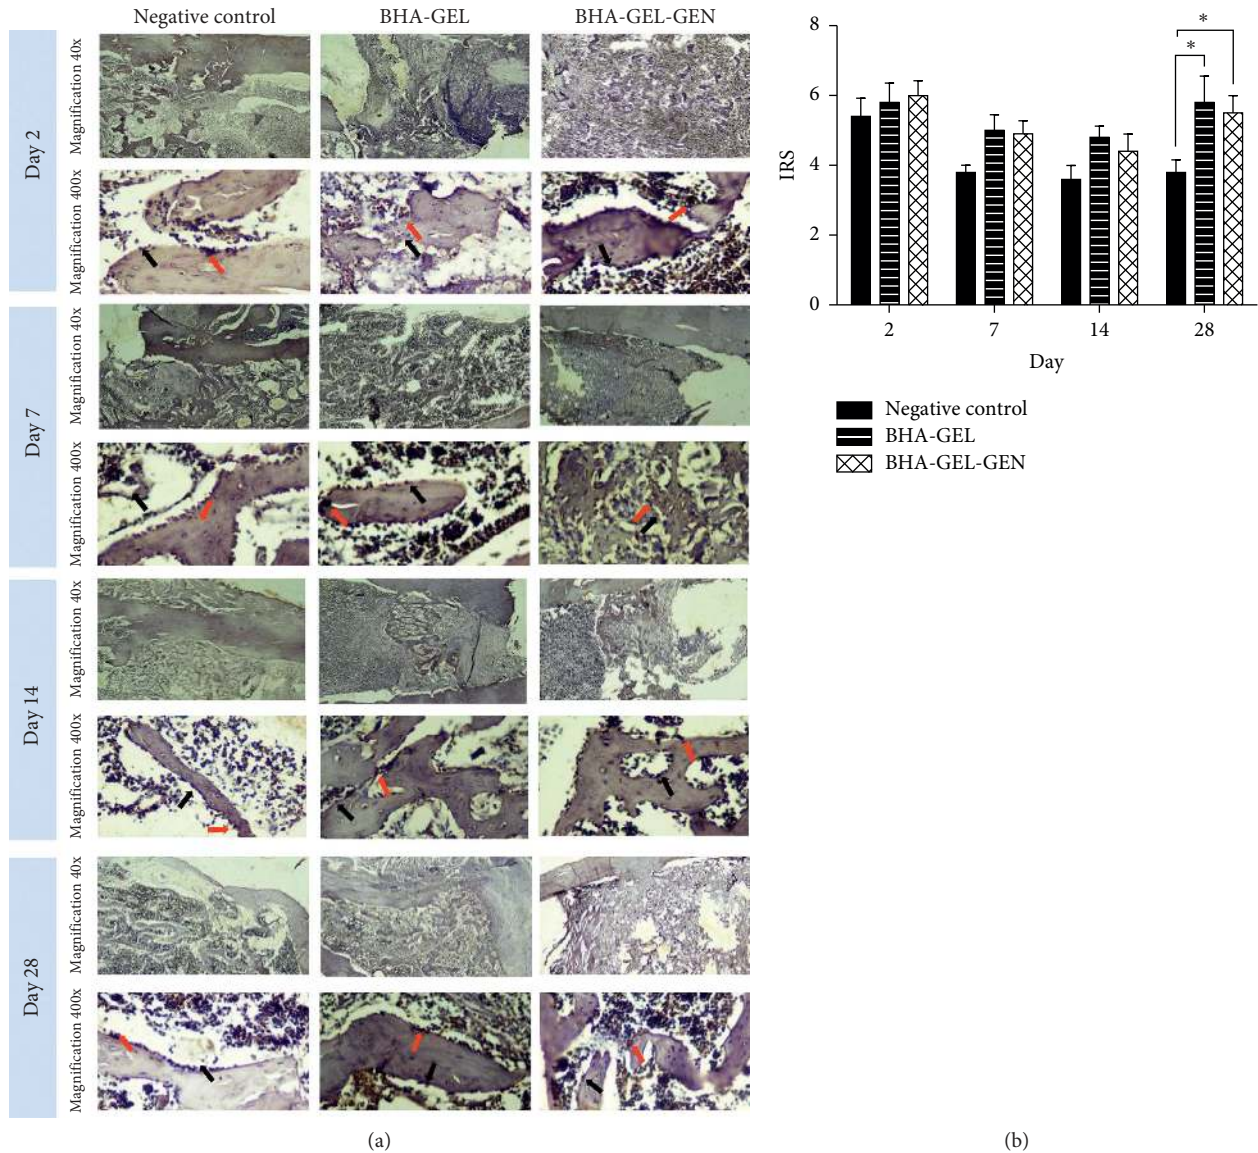 Negative control
BHA-GEL
BHA-GEL-GEN
Day 2
Magnification 40x
Magnification 400x
Day 7
Magnification 40x
Magnification 400x
Day 14
Magnification 40x
Magnification 400x
Day 28
Magnification 40x
Magnification 400x
(a)
8
6
4
2
0
IRS
*
*
2
7
14
28
Day
Negative control
BHA-GEL
BHA-GEL-GEN
(b)